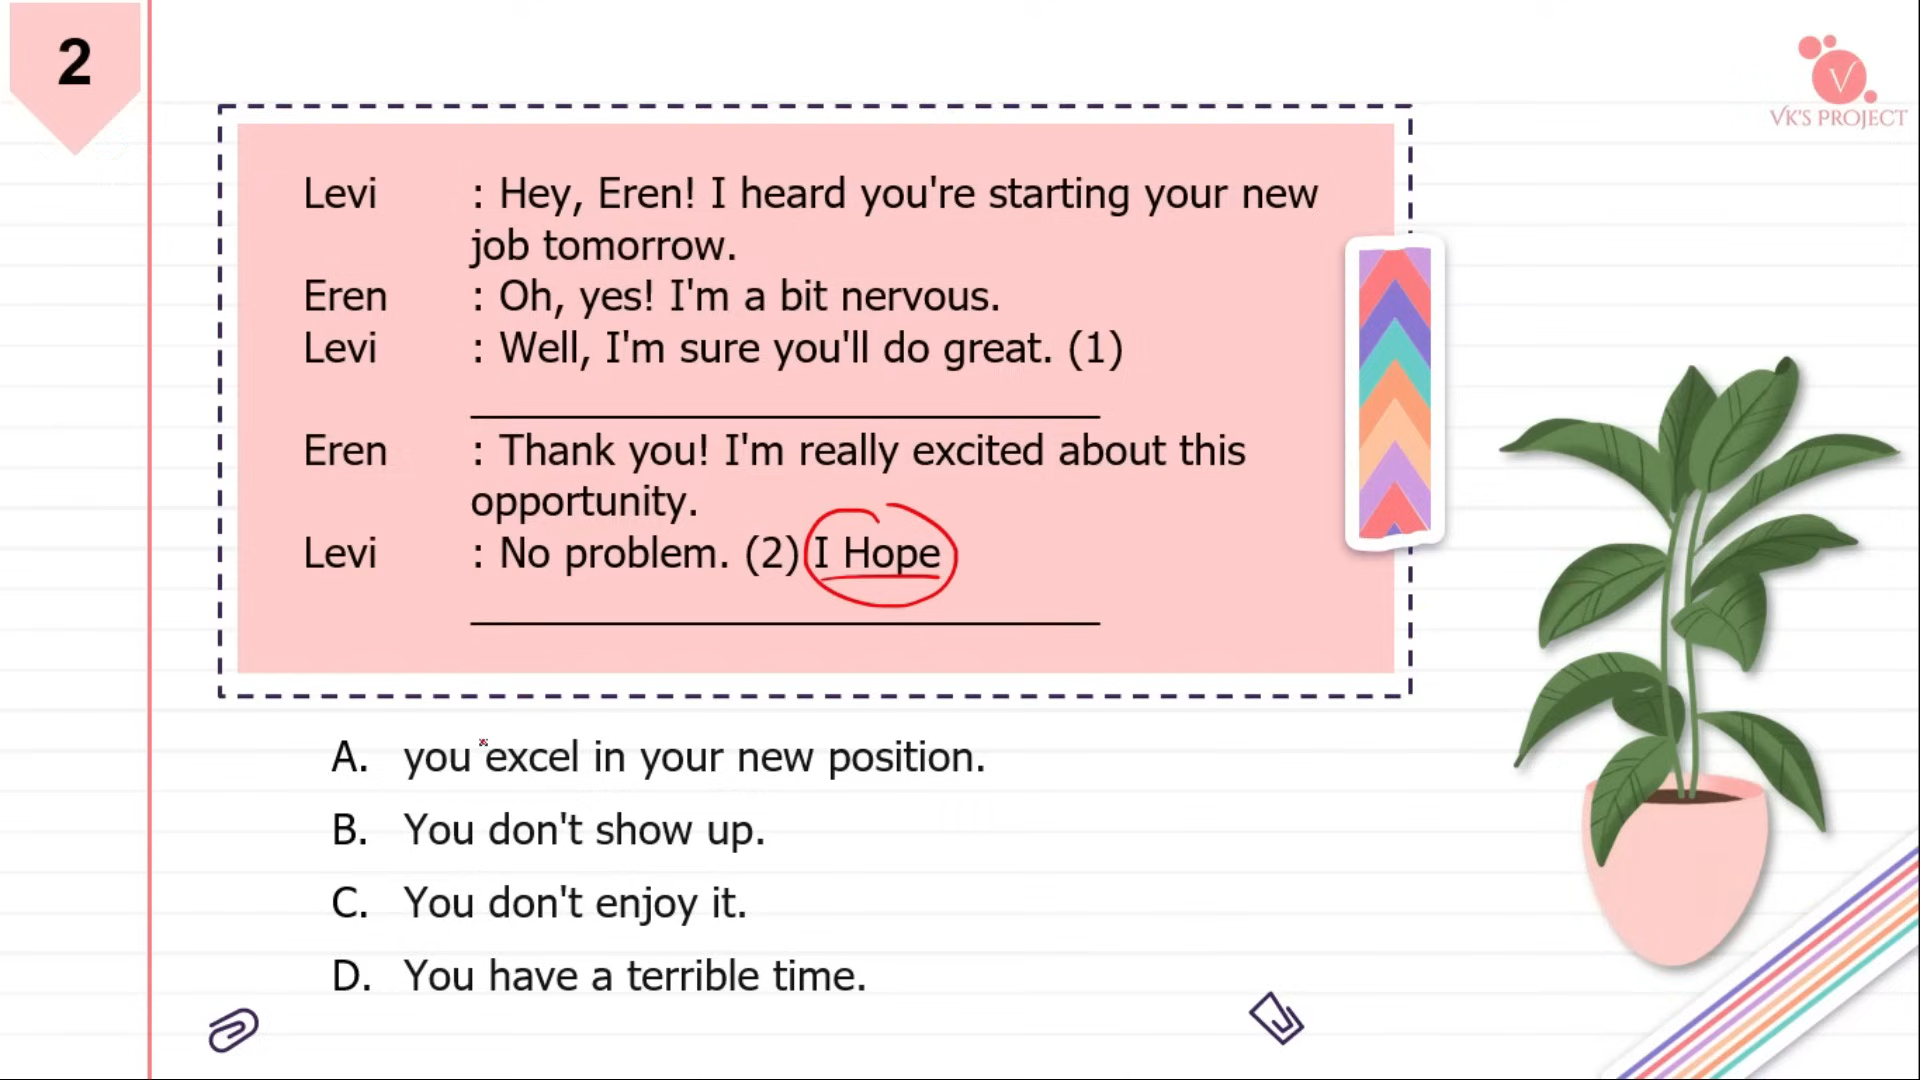 2
VK'S PROJECT
Levi : Hey, Eren! I heard you're starting your new
job tomorrow.
Eren : Oh, yes! I'm a bit nervous.
Levi : Well, I'm sure you'll do great. (1)
Eren : Thank you! I'm really excited about this
opportunity.
Levi : No problem. (2) I Hope
A. you excel in your new position.
B. You don't show up.
C. You don't enjoy it.
D. You have a terrible time.